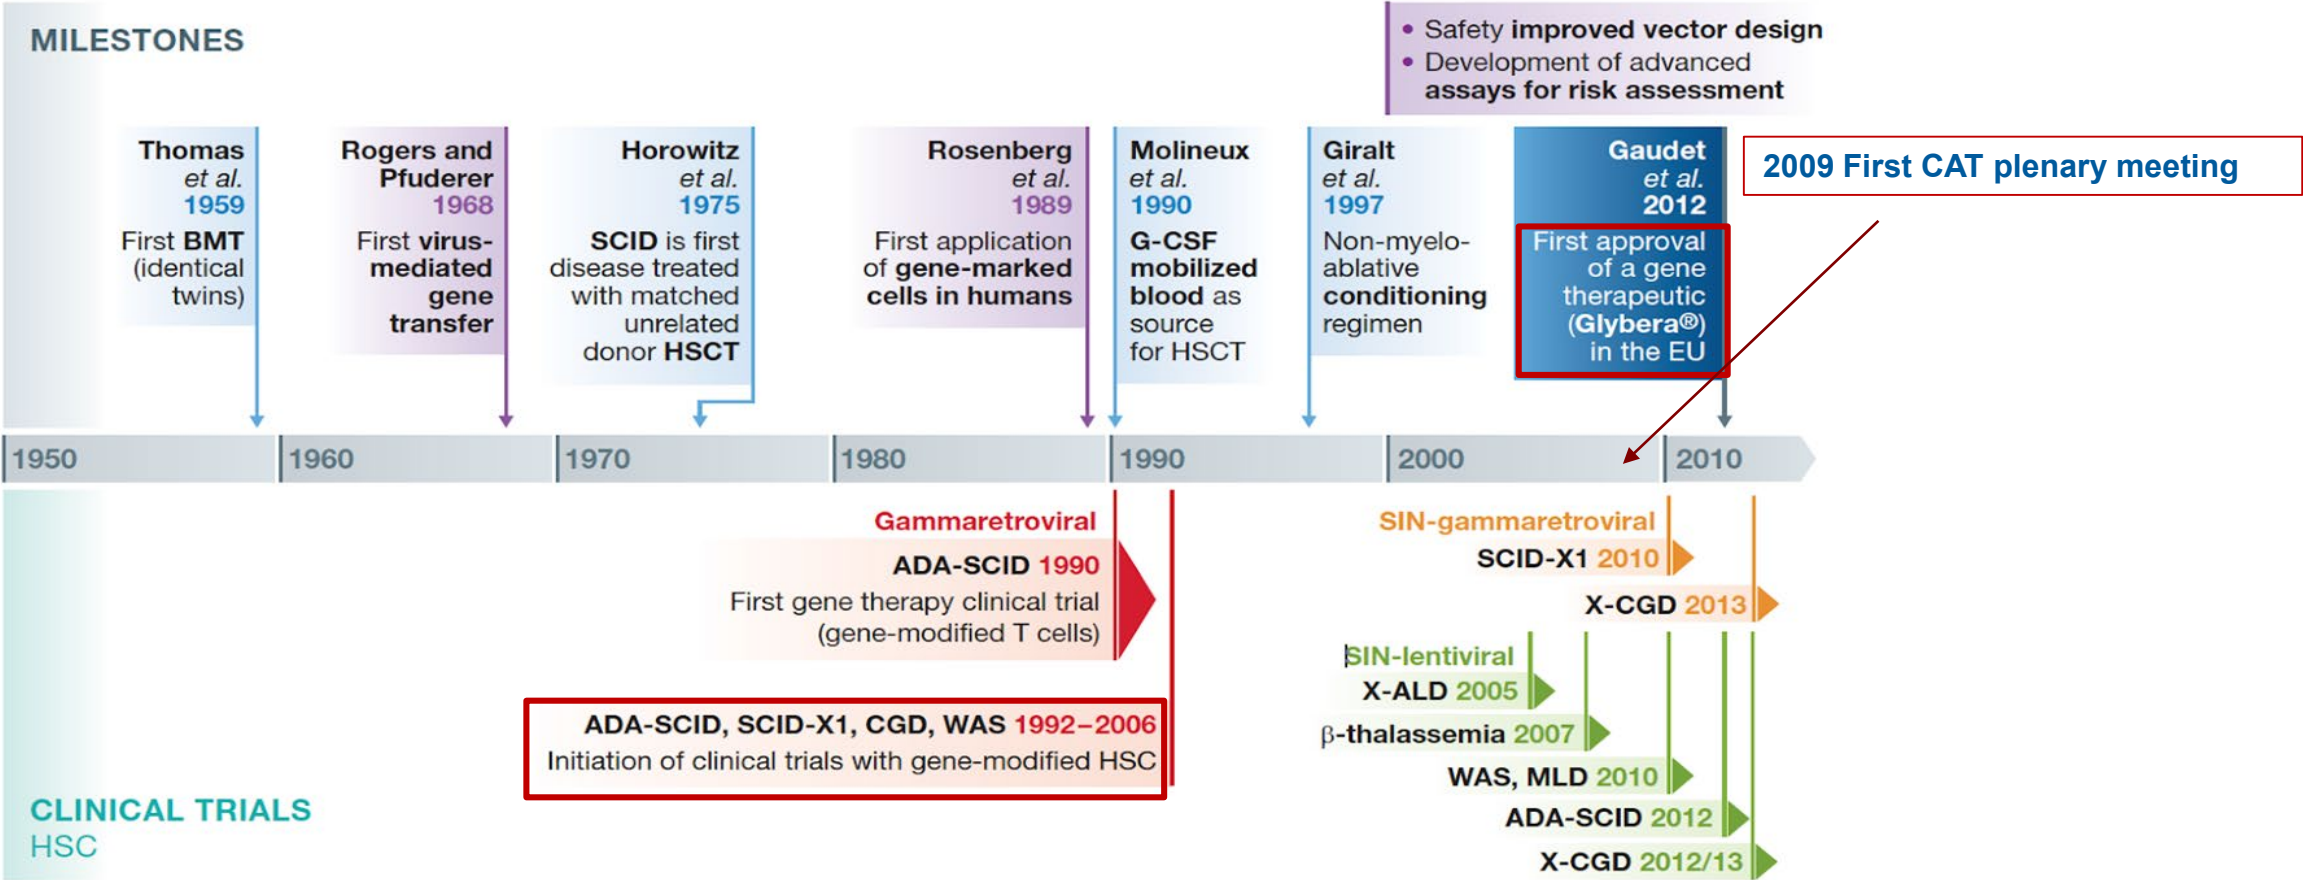 MILESTONES
• Safety improved vector design
• Development of advanced
assays for risk assessment
Thomas
et al.
1959
First BMT
(identical
twins)
Rogers and
Pfuderer
1968
First virus-
mediated
gene
transfer
Horowitz
et al.
1975
SCID is first
disease treated
with matched
unrelated
donor HSCT
Rosenberg
et al.
1989
First application
of gene-marked
cells in humans
Molineux
et al.
1990
G-CSF
mobilized
blood as
source
for HSCT
Giralt
et al.
1997
Non-myelo-
ablative
conditioning
regimen
Gaudet
et al.
2012
First approval
of a gene
therapeutic
(Glybera®)
in the EU
2009 First CAT plenary meeting
1950
1960
1970
1980
1990
2000
2010
Gammaretroviral
ADA-SCID 1990
First gene therapy clinical trial
(gene-modified T cells)
ADA-SCID, SCID-X1, CGD, WAS 1992–2006
Initiation of clinical trials with gene-modified HSC
SIN-gammaretroviral
SCID-X1 2010
X-CGD 2013
SIN-lentiviral
X-ALD 2005
β-thalassemia 2007
WAS, MLD 2010
ADA-SCID 2012
X-CGD 2012/13
CLINICAL TRIALS
HSC